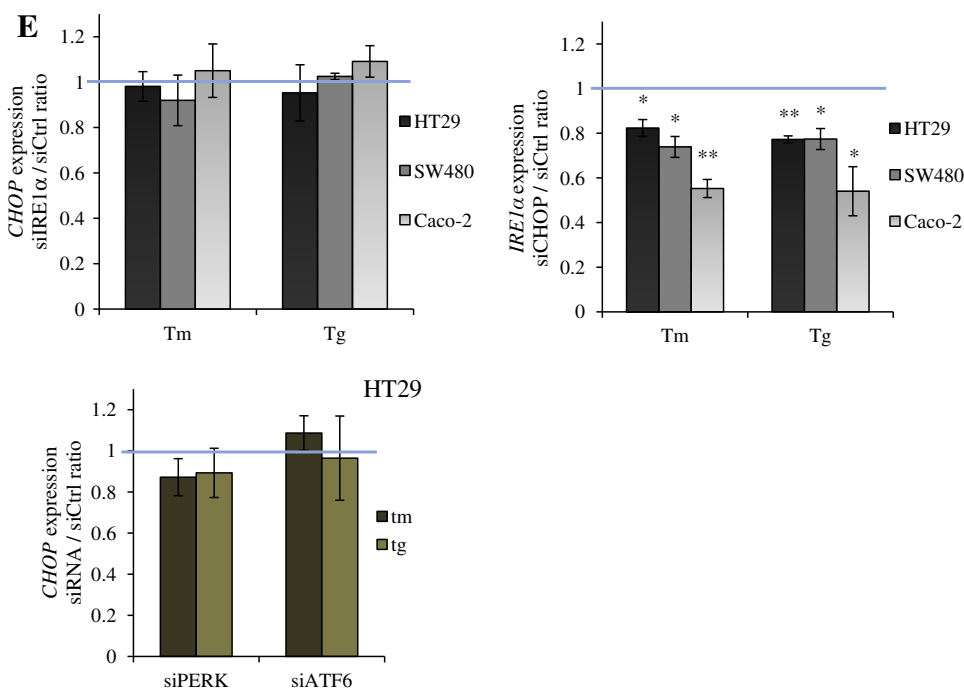 E
CHOP expression
siIRE1α / siCtrl ratio
1.2
1
0.8
0.6
0.4
0.2
0
Tm
Tg
HT29
SW480
Caco-2
IRE1α expression
siCHOP / siCtrl ratio
1.2
1
0.8
0.6
0.4
0.2
0
*
*
**
**
*
*
Tm
Tg
HT29
SW480
Caco-2
HT29
CHOP expression
siRNA / siCtrl ratio
1.2
1
0.8
0.6
0.4
0.2
0
siPERK
siATF6
tm
tg